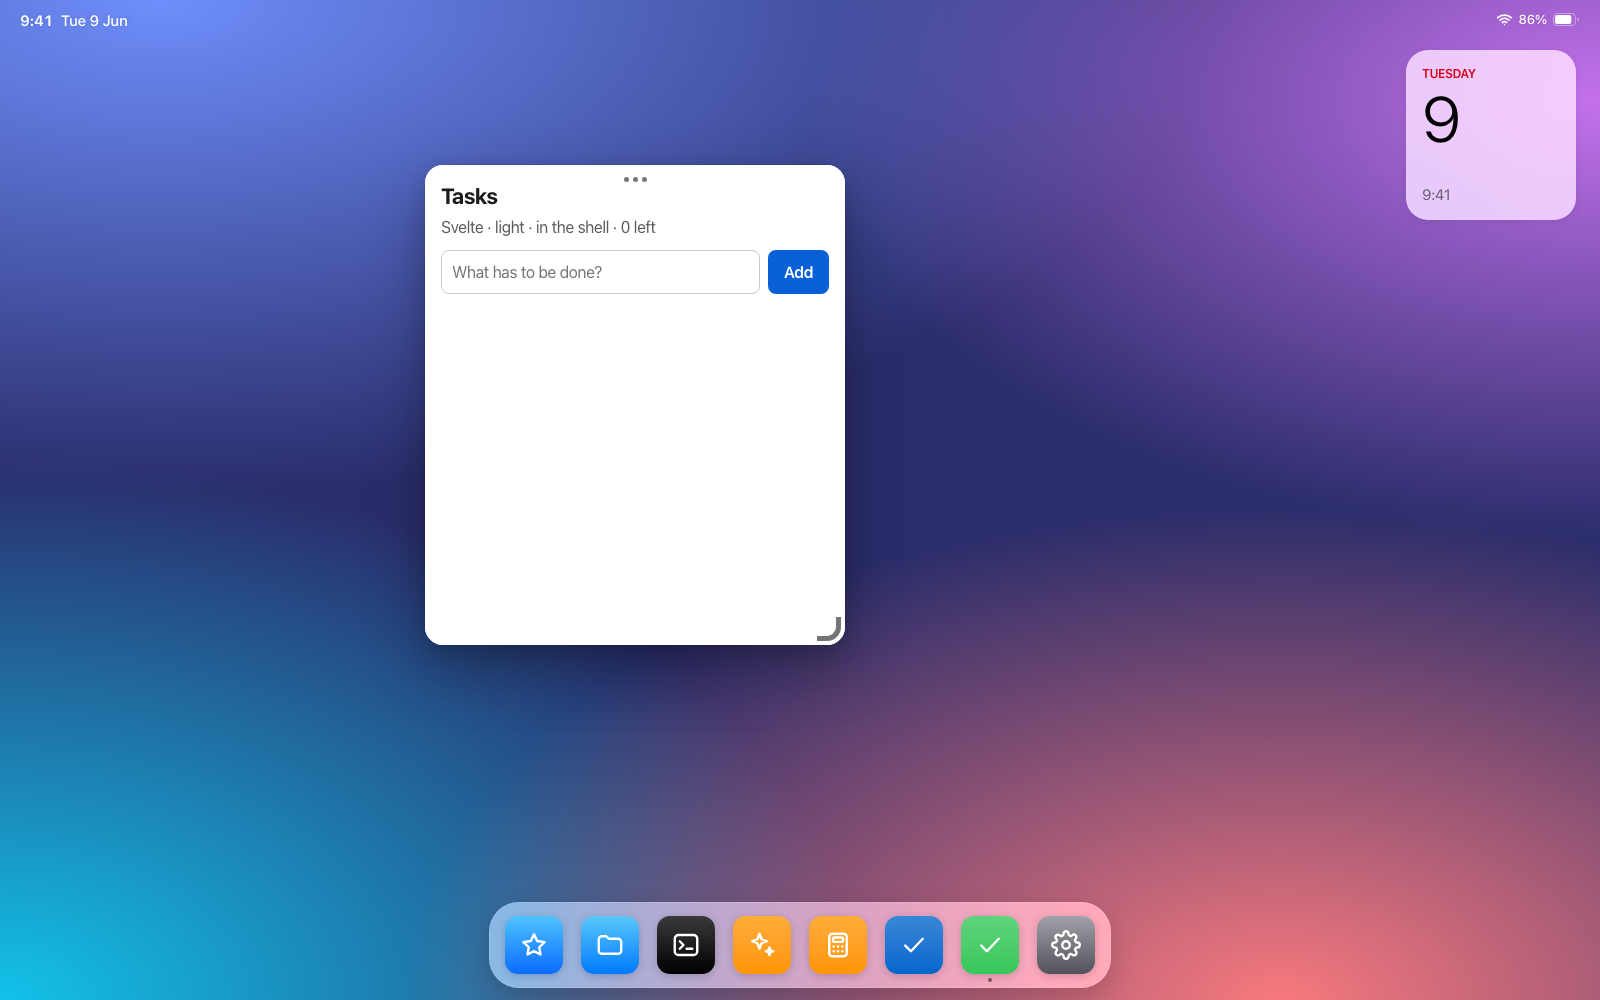 9:41 Tue 9 Jun
86%
TUESDAY
9
9:41
Tasks
Svelte · light · in the shell · 0 left
What has to be done?
Add